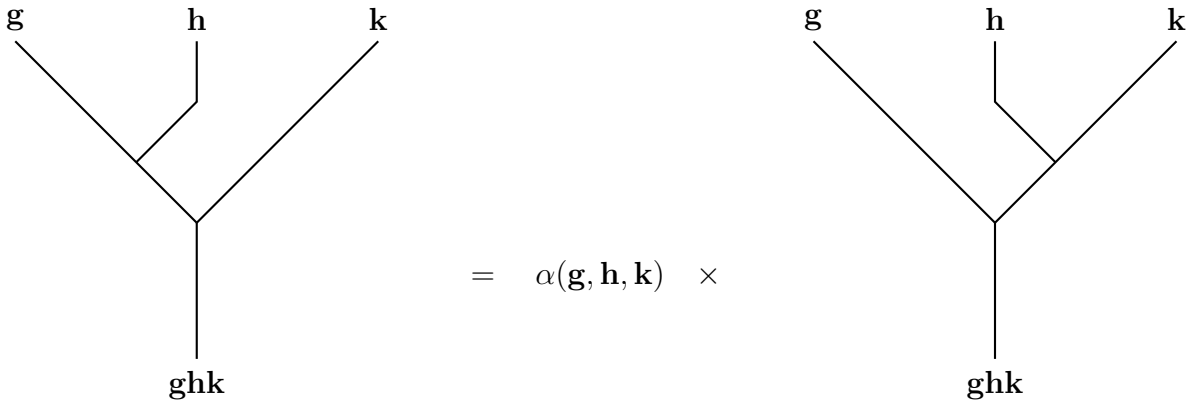 g h k g h k
= α(g, h, k) ×
ghk ghk